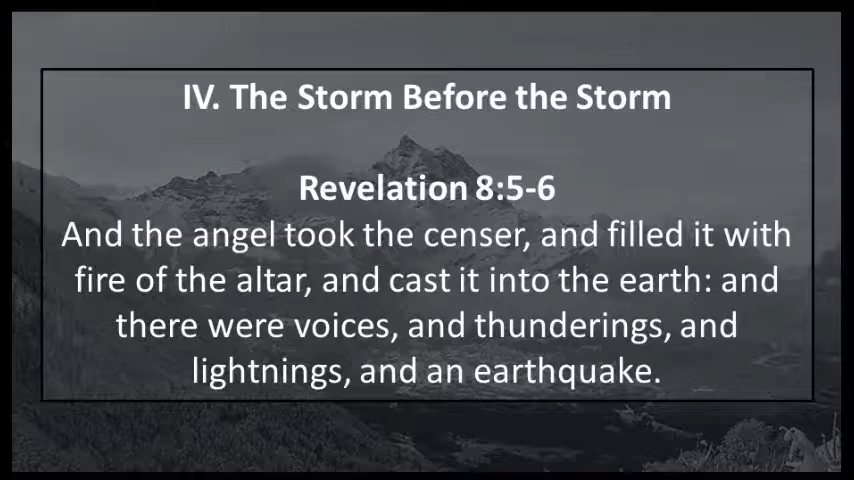 IV. The Storm Before the Storm
Revelation 8:5-6
And the angel took the censer, and filled it with
fire of the altar, and cast it into the earth: and
there were voices, and thunderings, and
lightnings, and an earthquake.